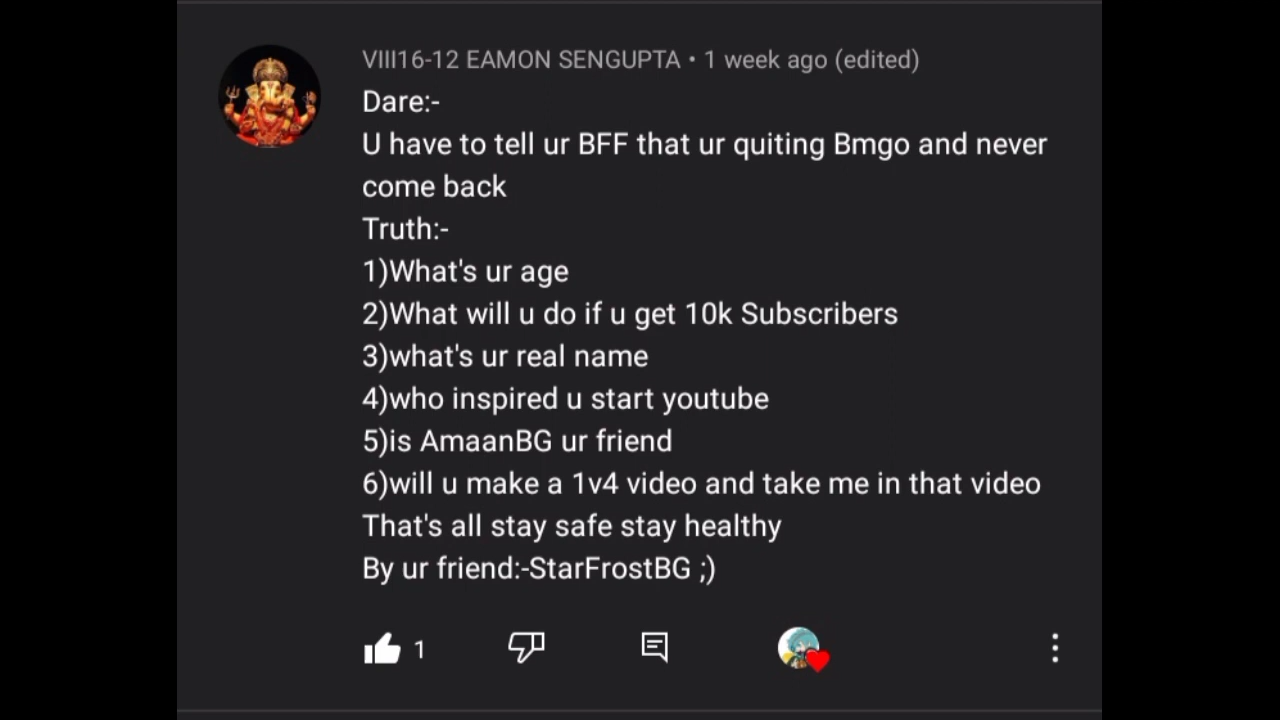 VIII16-12 EAMON SENGUPTA • 1 week ago (edited)
Dare:-
U have to tell ur BFF that ur quiting Bmgo and never
come back
Truth:-
1)What's ur age
2)What will u do if u get 10k Subscribers
3)what's ur real name
4)who inspired u start youtube
5)is AmaanBG ur friend
6)will u make a 1v4 video and take me in that video
That's all stay safe stay healthy
By ur friend:-StarFrostBG ;)
1